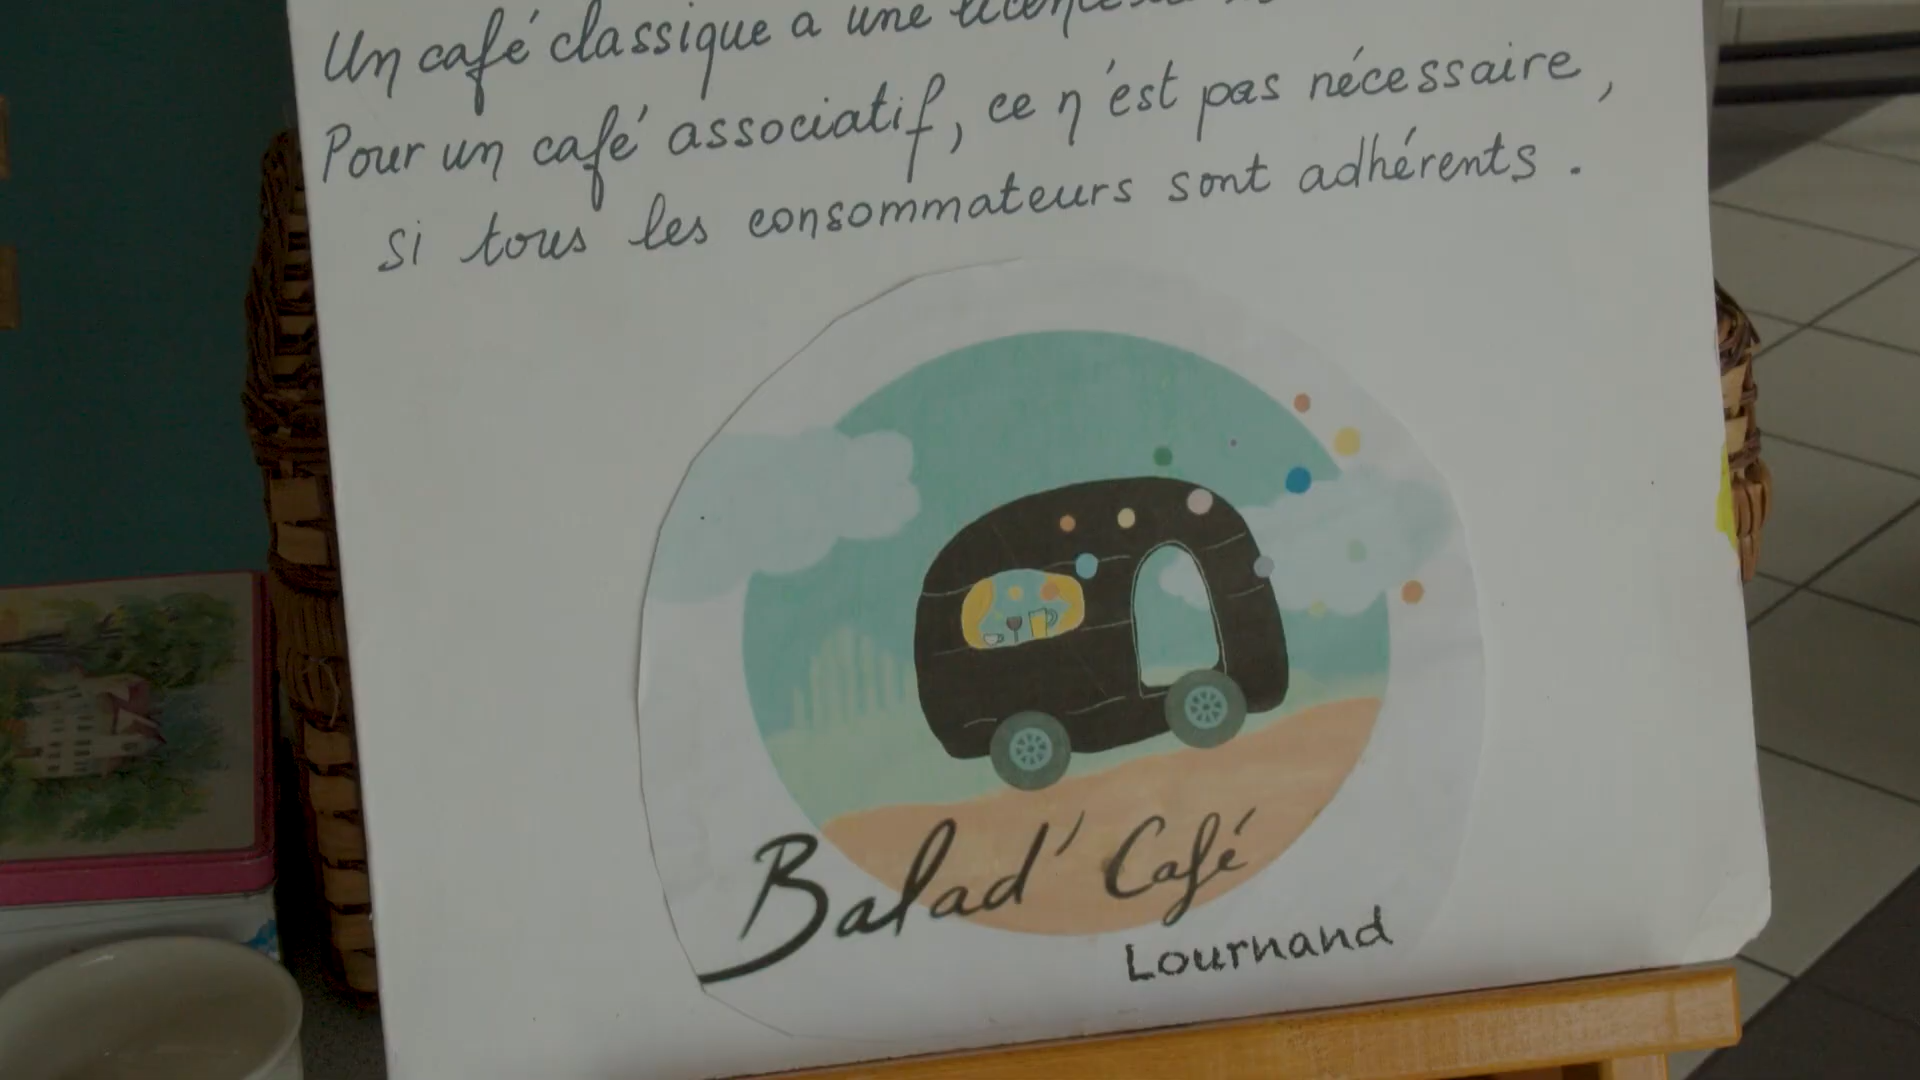 Un café classique a une licence
Pour un café associatif, ce n'est pas nécessaire,
si tous les consommateurs sont adhérents.
Balad' Café
Lournand